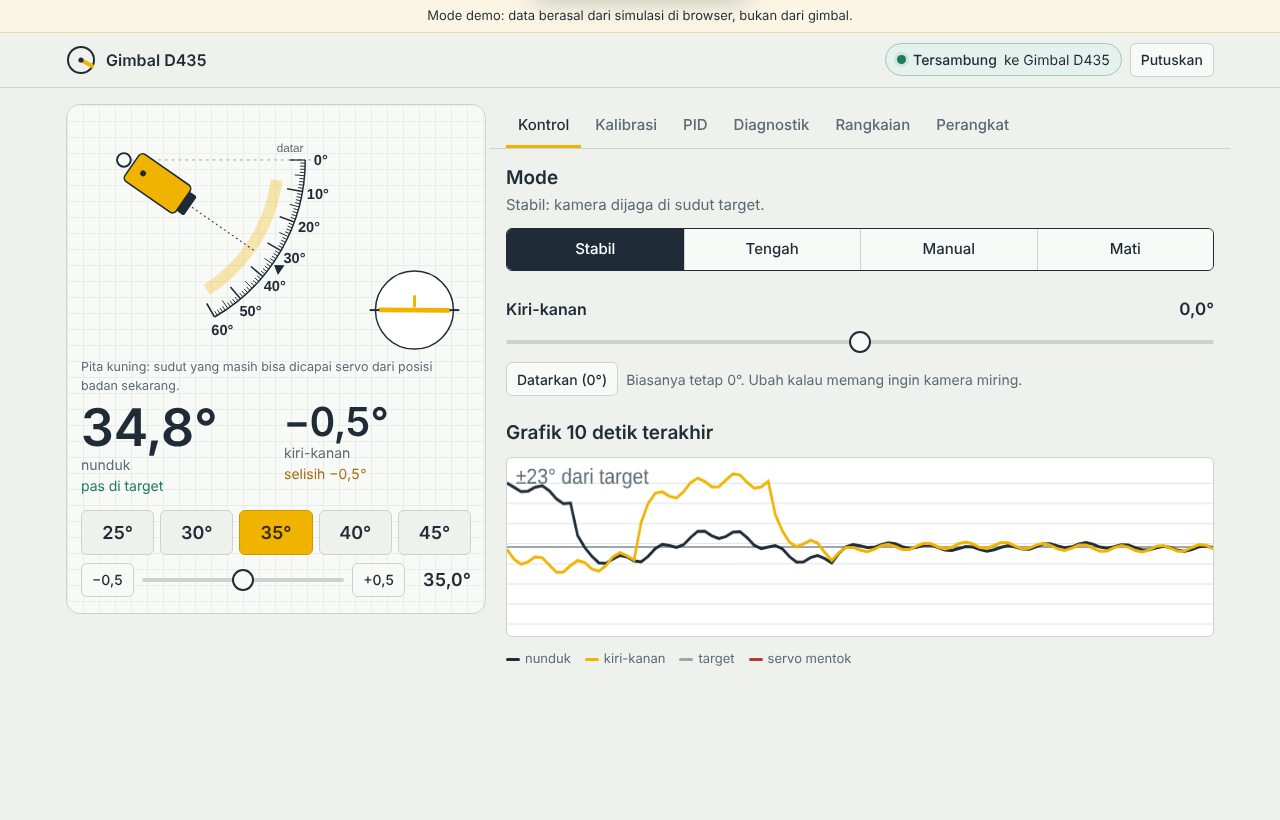 Mode demo: data berasal dari simulasi di browser, bukan dari gimbal.
Gimbal D435
Tersambung ke Gimbal D435
Putuskan
datar
0°
10°
20°
30°
40°
50°
60°
Pita kuning: sudut yang masih bisa dicapai servo dari posisi
badan sekarang.
34,8°
nunduk
pas di target
−0,5°
kiri-kanan
selisih −0,5°
25°
30°
35°
40°
45°
−0,5
+0,5
35,0°
Kontrol
Kalibrasi
PID
Diagnostik
Rangkaian
Perangkat
Mode
Stabil: kamera dijaga di sudut target.
Stabil
Tengah
Manual
Mati
Kiri-kanan
0,0°
Datarkan (0°)
Biasanya tetap 0°. Ubah kalau memang ingin kamera miring.
Grafik 10 detik terakhir
±23° dari target
nunduk
kiri-kanan
target
servo mentok